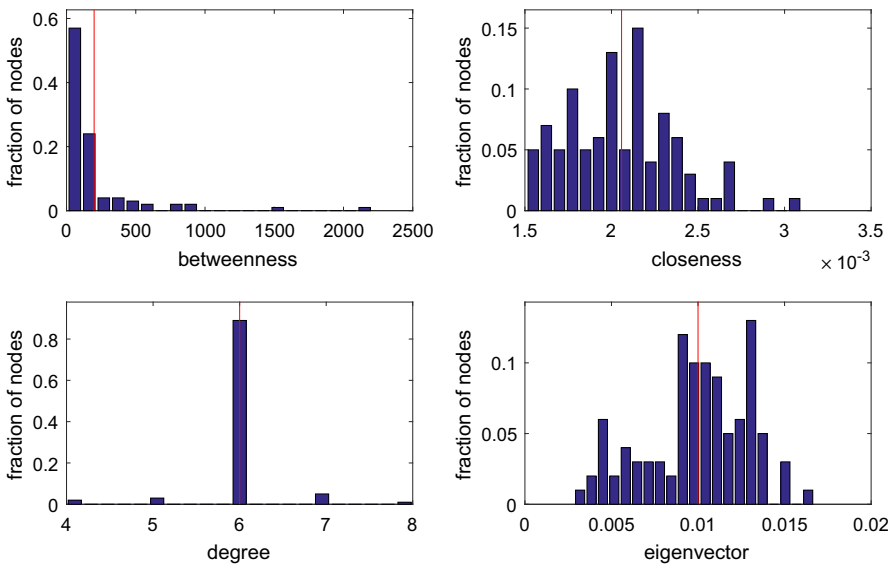 fraction of nodes
0.6
0.4
0.2
0
0 500 1000 1500 2000 2500
betweenness
fraction of nodes
0.15
0.1
0.05
0
1.5 2 2.5 3 3.5
closeness × 10⁻³
fraction of nodes
0.8
0.6
0.4
0.2
0
4 5 6 7 8
degree
fraction of nodes
0.1
0.05
0
0 0.005 0.01 0.015 0.02
eigenvector